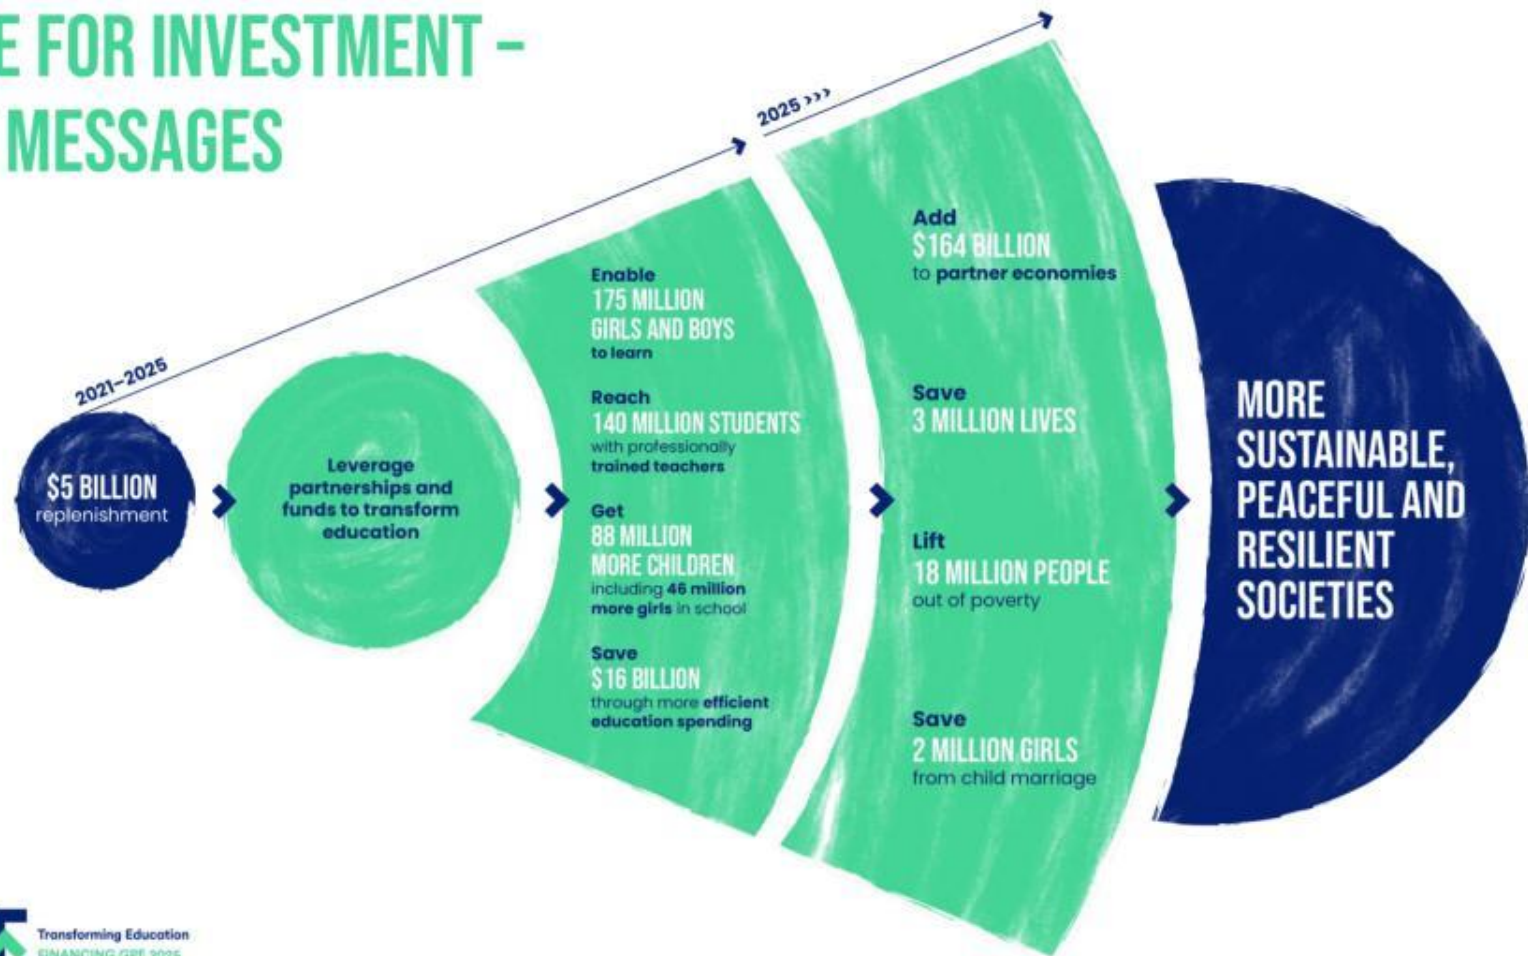 E FOR INVESTMENT –
MESSAGES
2021–2025
2025 >>>
$5 BILLION
replenishment
Leverage
partnerships and
funds to transform
education
Enable
175 MILLION
GIRLS AND BOYS
to learn
Reach
140 MILLION STUDENTS
with professionally
trained teachers
Get
88 MILLION
MORE CHILDREN
including 46 million
more girls in school
Save
$16 BILLION
through more efficient
education spending
Add
$164 BILLION
to partner economies
Save
3 MILLION LIVES
Lift
18 MILLION PEOPLE
out of poverty
Save
2 MILLION GIRLS
from child marriage
MORE
SUSTAINABLE,
PEACEFUL AND
RESILIENT
SOCIETIES
Transforming Education
FINANCING GPE 2025